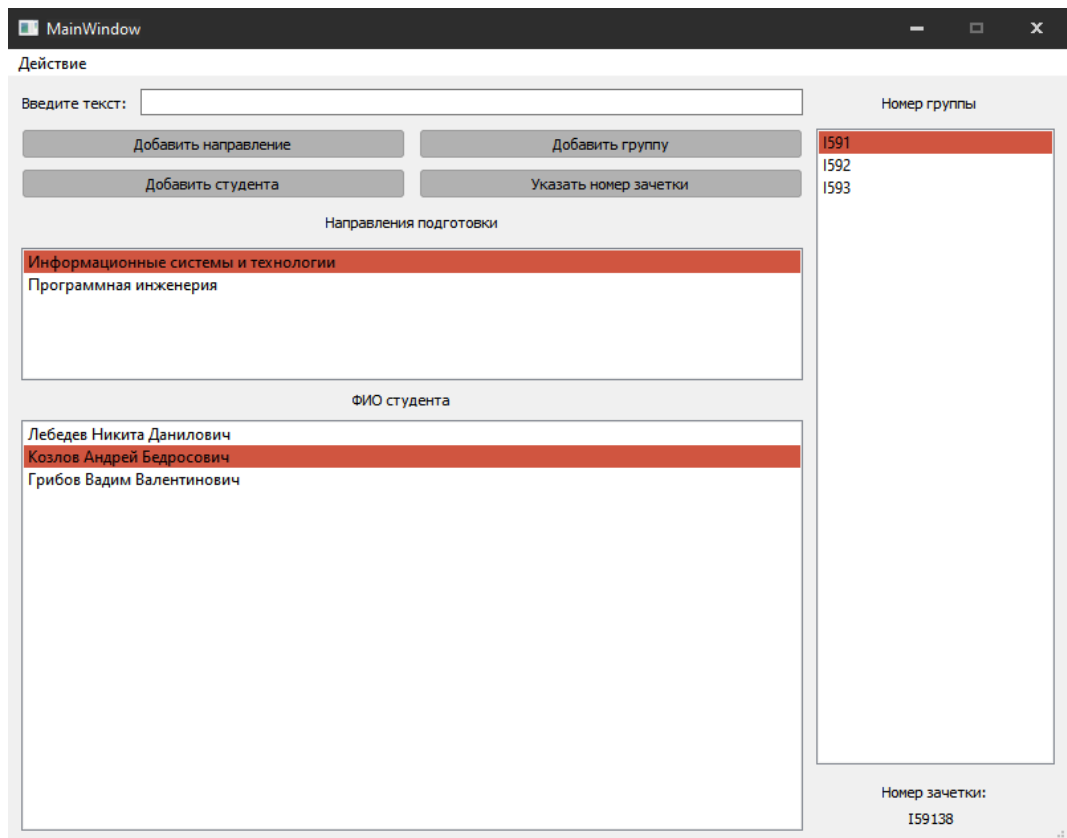 MainWindow
Действие
Введите текст:
Номер группы
Добавить направление
Добавить группу
Добавить студента
Указать номер зачетки
Направления подготовки
Информационные системы и технологии
Программная инженерия
ФИО студента
Лебедев Никита Данилович
Козлов Андрей Бедросович
Грибов Вадим Валентинович
I591
I592
I593
Номер зачетки:
I59138